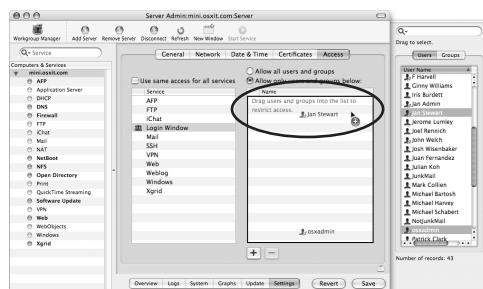 Server Admin:mini.osxit.com:Server
Workgroup Manager
Add Server
Remove Server
Disconnect
Refresh
New Window
Start Service
Service
Computers & Services
mini.osxit.com
AFP
Application Server
DHCP
DNS
Firewall
FTP
iChat
Mail
NAT
NetBoot
NFS
Open Directory
Print
QuickTime Streaming
Software Update
VPN
Web
WebObjects
Windows
Xgrid
General
Network
Date & Time
Certificates
Access
Use same access for all services
Allow all users and groups
Allow only users and groups below:
Service
AFP
FTP
iChat
Login Window
Mail
SSH
VPN
Web
Weblog
Windows
Xgrid
Name
Drag users and groups into the list to
restrict access.
Jan Stewart
osxadmin
+
−
Overview
Logs
System
Graphs
Update
Settings
Revert
Save
Drag to select.
Users
Groups
User Name
F Harvell
Ginny Williams
Iris Burdett
Jan Admin
Jan Stewart
Jerome Lumley
Joel Rennich
John Welch
Josh Wisenbaker
Juan Fernandez
Julian Koh
JunkMail
Mark Collien
Michael Bartosh
Michael Harvey
Michael Schabert
NotJunkMail
osxadmin
Patrick Clark
Number of records: 43